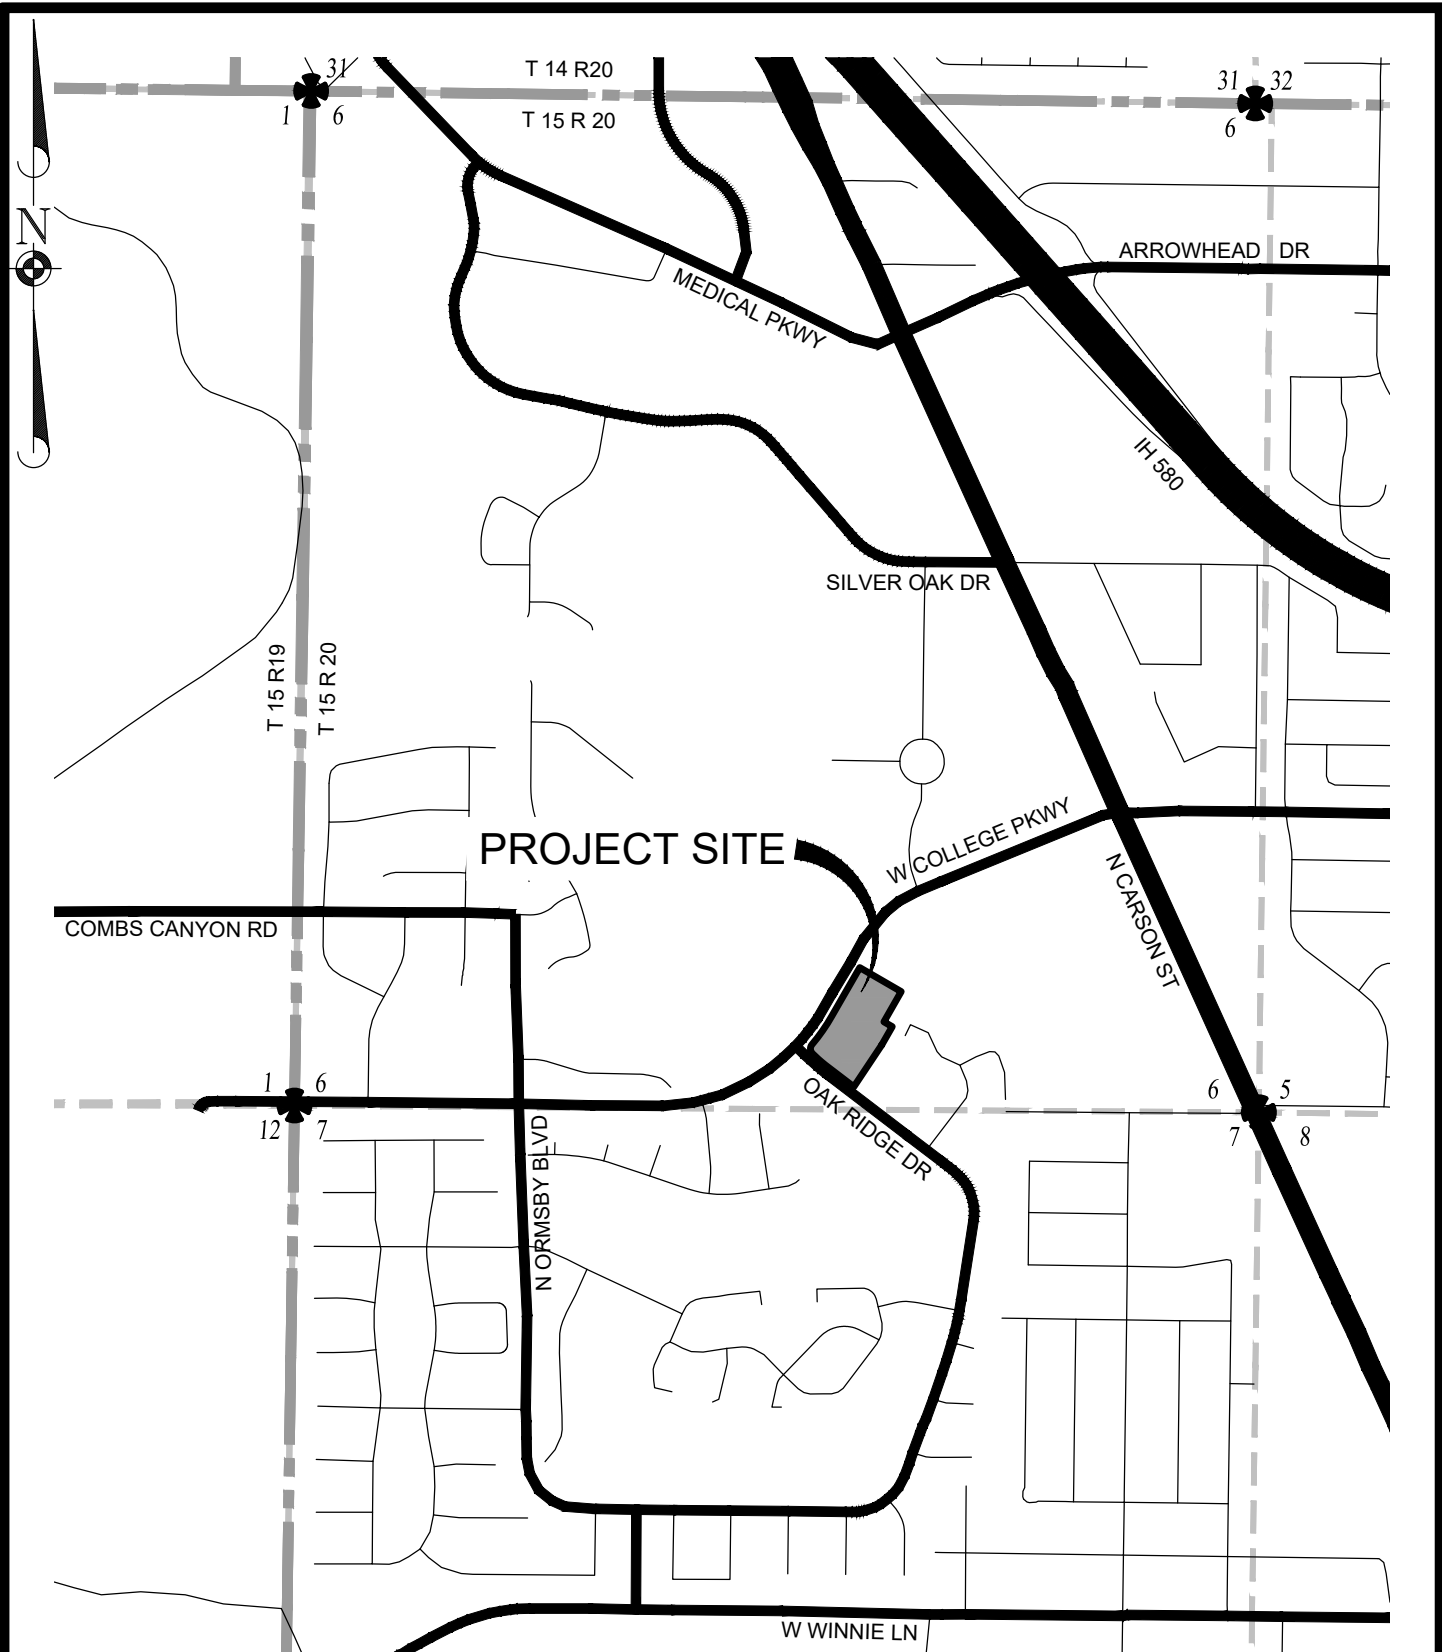 31
T 14 R20
31 32
1 6
T 15 R 20
6
N
ARROWHEAD DR
MEDICAL PKWY
IH 580
SILVER OAK DR
T 15 R19
T 15 R 20
PROJECT SITE
W COLLEGE PKWY
N CARSON ST
COMBS CANYON RD
1 6
12 7
OAK RIDGE DR
6 5
7 8
N ORMSBY BLVD
W WINNIE LN